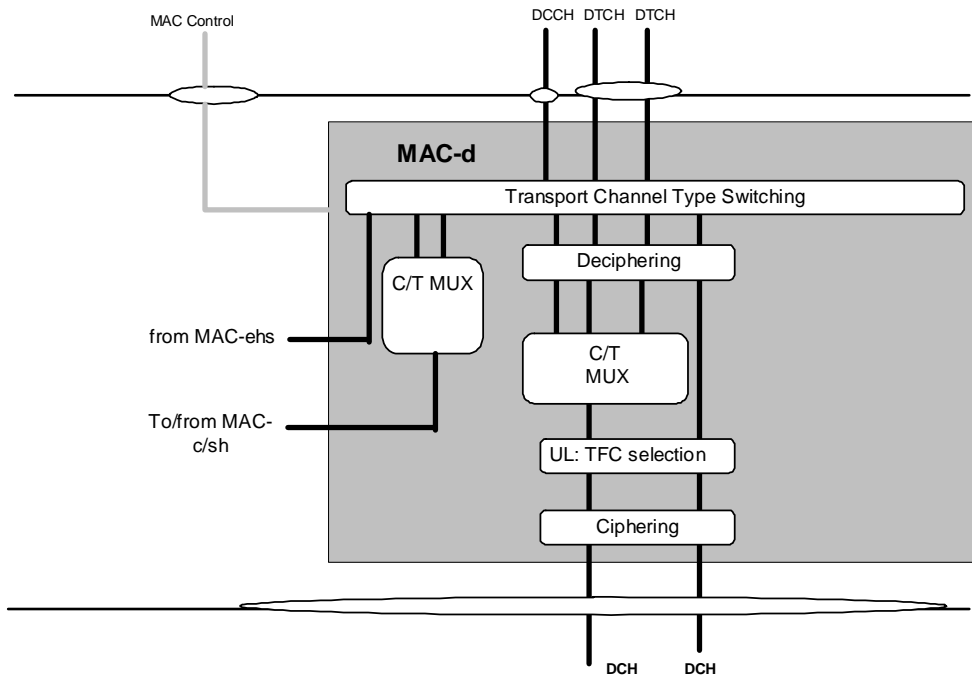 MAC Control
DCCH DTCH DTCH
MAC-d
Transport Channel Type Switching
Deciphering
C/T MUX
from MAC-ehs
C/T
MUX
To/from MAC-
c/sh
UL: TFC selection
Ciphering
DCH DCH